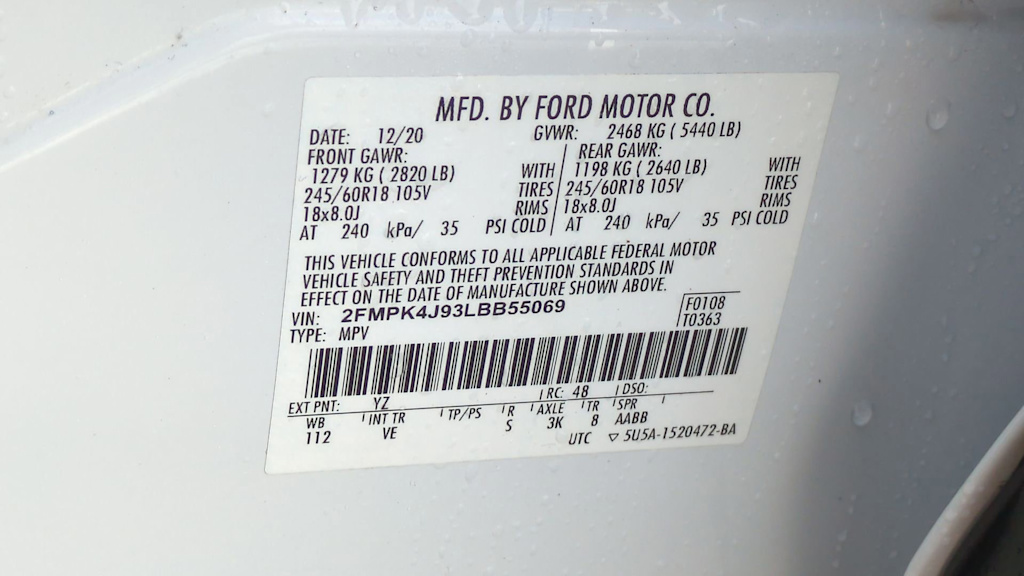 MFD. BY FORD MOTOR CO.
DATE: 12/20 GVWR: 2468 KG ( 5440 LB)
FRONT GAWR: REAR GAWR:
1279 KG ( 2820 LB) WITH 1198 KG ( 2640 LB) WITH
245/60R18 105V TIRES 245/60R18 105V TIRES
18x8.0J RIMS 18x8.0J RIMS
AT 240 kPa/ 35 PSI COLD AT 240 kPa/ 35 PSI COLD
THIS VEHICLE CONFORMS TO ALL APPLICABLE FEDERAL MOTOR
VEHICLE SAFETY AND THEFT PREVENTION STANDARDS IN
EFFECT ON THE DATE OF MANUFACTURE SHOWN ABOVE.
VIN: 2FMPK4J93LBB55069 F0108
TYPE: MPV T0363
EXT PNT: YZ RC: 48 DSO:
WB INT TR TP/PS R AXLE TR SPR
112 VE S 3K 8 AABB
UTC ▽ 5U5A-1520472-BA